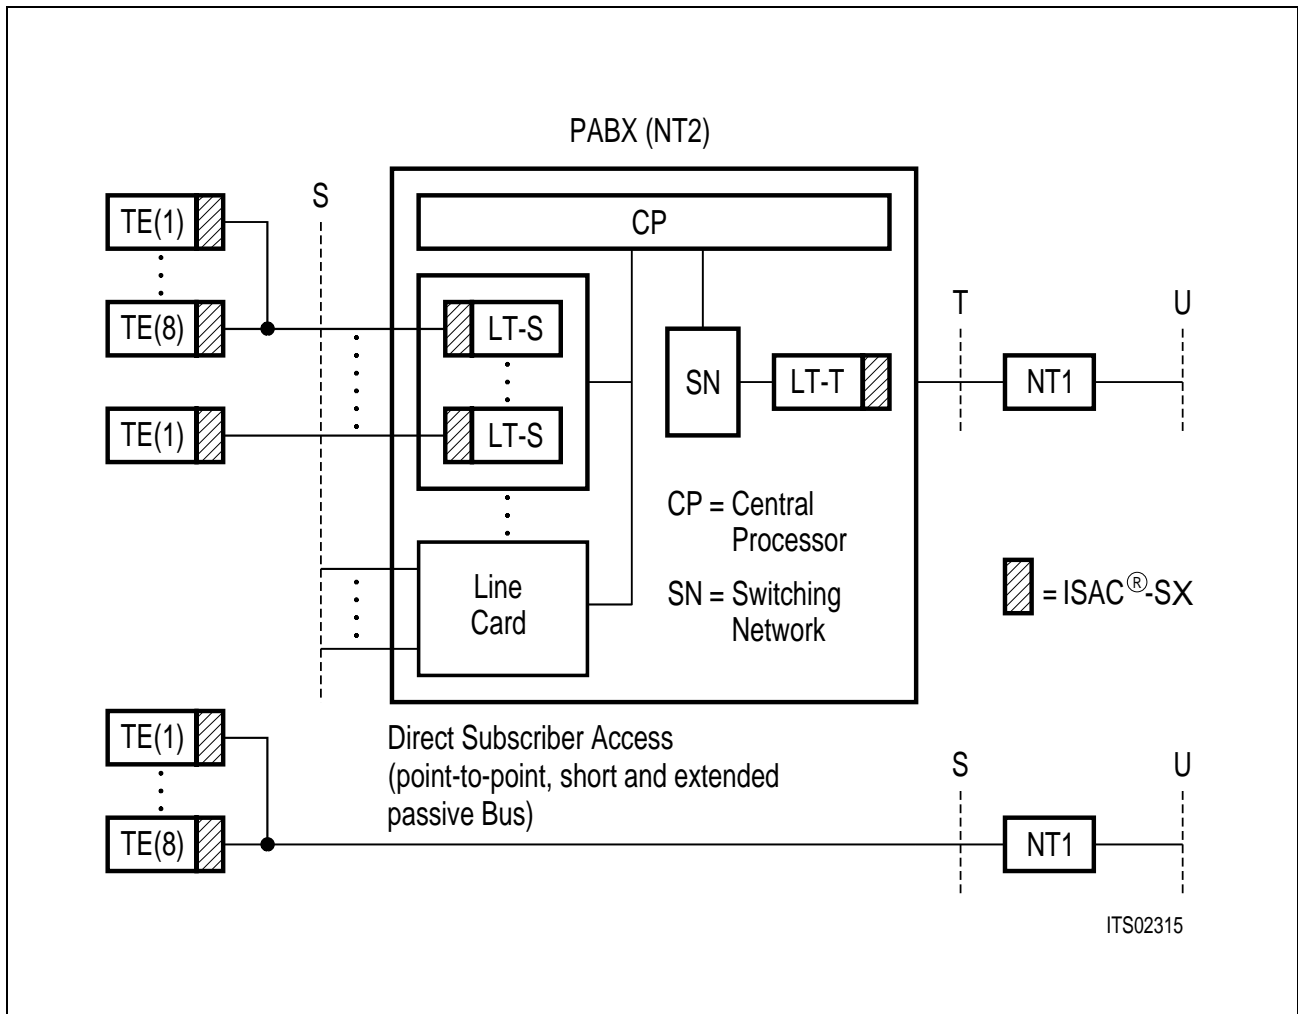 PABX (NT2)
S
TE(1)
CP
TE(8)
LT-S
T
U
SN
LT-T
NT1
TE(1)
LT-S
CP = Central
Processor
Line
Card
SN = Switching
Network
= ISAC®-SX
TE(1)
Direct Subscriber Access
(point-to-point, short and extended
passive Bus)
S
U
TE(8)
NT1
ITS02315